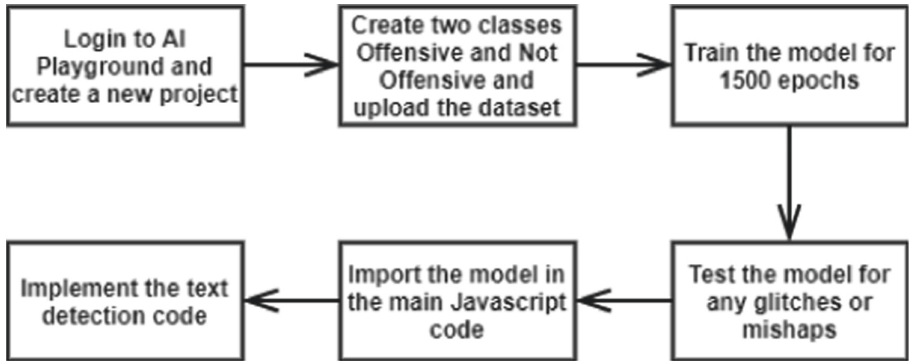 Login to AI
Playground and
create a new project
Create two classes
Offensive and Not
Offensive and
upload the dataset
Train the model for
1500 epochs
Test the model for
any glitches or
mishaps
Import the model in
the main Javascript
code
Implement the text
detection code